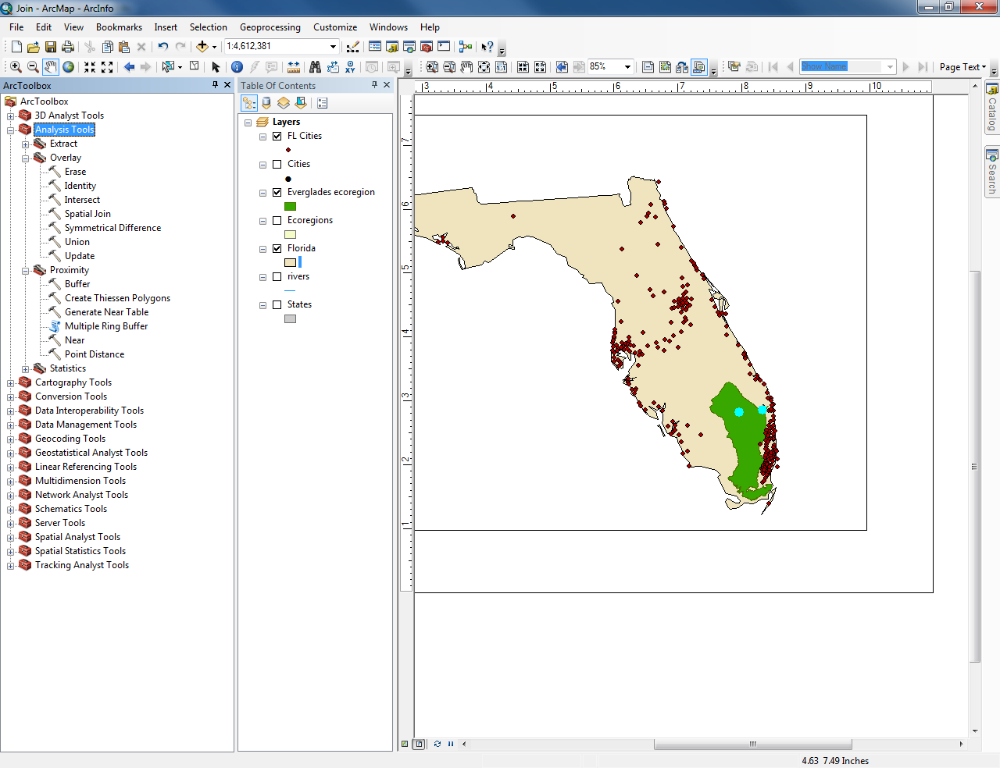 Join - ArcMap - ArcInfo
File Edit View Bookmarks Insert Selection Geoprocessing Customize Windows Help
1:4,612,381
85%
Show Name
Page Text
ArcToolbox
ArcToolbox
3D Analyst Tools
Analysis Tools
Extract
Overlay
Erase
Identity
Intersect
Spatial Join
Symmetrical Difference
Union
Update
Proximity
Buffer
Create Thiessen Polygons
Generate Near Table
Multiple Ring Buffer
Near
Point Distance
Statistics
Cartography Tools
Conversion Tools
Data Interoperability Tools
Data Management Tools
Geocoding Tools
Geostatistical Analyst Tools
Linear Referencing Tools
Multidimension Tools
Network Analyst Tools
Schematics Tools
Server Tools
Spatial Analyst Tools
Spatial Statistics Tools
Tracking Analyst Tools
Table Of Contents
Layers
FL Cities
Cities
Everglades ecoregion
Ecoregions
Florida
rivers
States
3 4 5 6 7 8 9 10
7
6
5
4
3
2
1
Catalog
Search
4.63 7.49 Inches